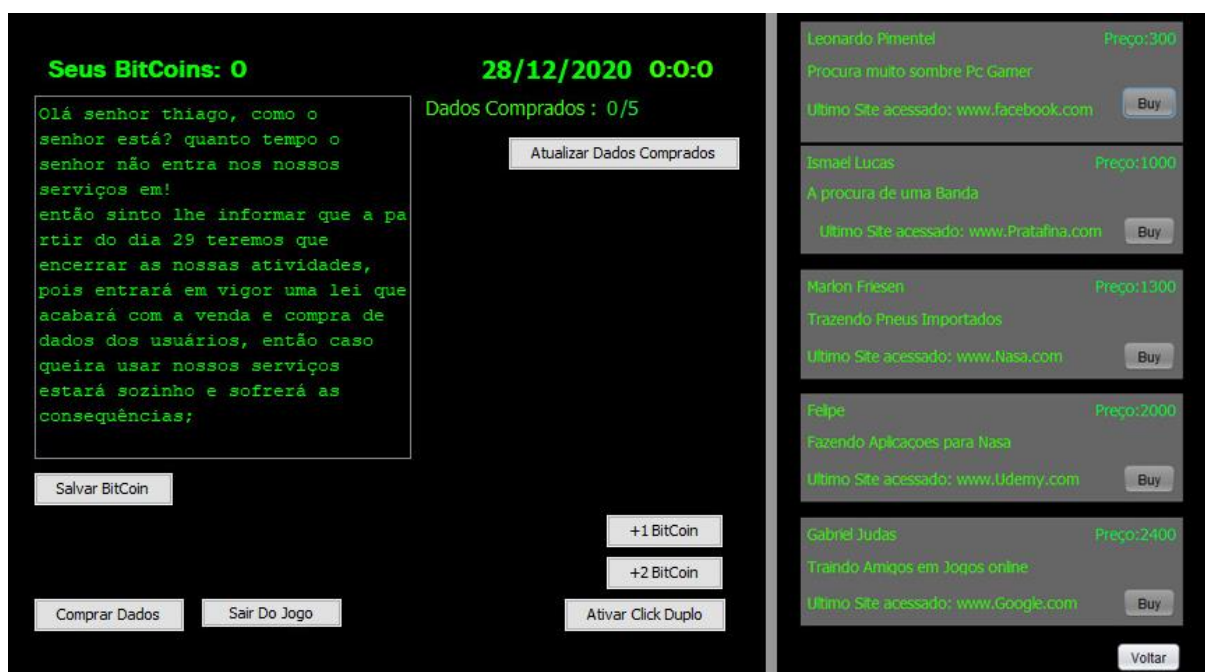 Seus BitCoins: 0
28/12/2020 0:0:0
Olá senhor thiago, como o
senhor está? quanto tempo o
senhor não entra nos nossos
serviços em!
então sinto lhe informar que a pa
rtir do dia 29 teremos que
encerrar as nossas atividades,
pois entrará em vigor uma lei que
acabará com a venda e compra de
dados dos usuários, então caso
queira usar nossos serviços
estará sozinho e sofrerá as
consequências;
Dados Comprados : 0/5
Atualizar Dados Comprados
Salvar BitCoin
+1 BitCoin
+2 BitCoin
Comprar Dados
Sair Do Jogo
Ativar Click Duplo
Leonardo Pimentel
Preço:300
Procura muito sombre Pc Gamer
Ultimo Site acessado: www.facebook.com
Buy
Ismael Lucas
Preço:1000
A procura de uma Banda
Ultimo Site acessado: www.Pratafina.com
Buy
Marlon Friesen
Preço:1300
Trazendo Pneus Importados
Ultimo Site acessado: www.Nasa.com
Buy
Felipe
Preço:2000
Fazendo Aplicaçoes para Nasa
Ultimo Site acessado: www.Udemy.com
Buy
Gabriel Judas
Preço:2400
Traindo Amigos em Jogos online
Ultimo Site acessado: www.Google.com
Buy
Voltar